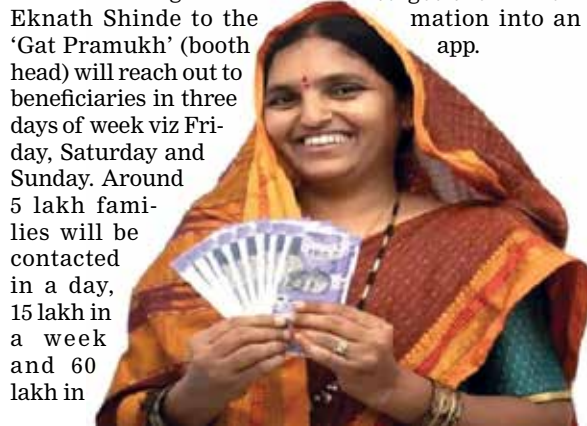 Eknath Shinde to the
‘Gat Pramukh’ (booth
head) will reach out to
beneficiaries in three
days of week viz Fri-
day, Saturday and
Sunday. Around
5 lakh fami-
lies will be
contacted
in a day,
15 lakh in
a week
and 60
lakh in
mation into an
app.